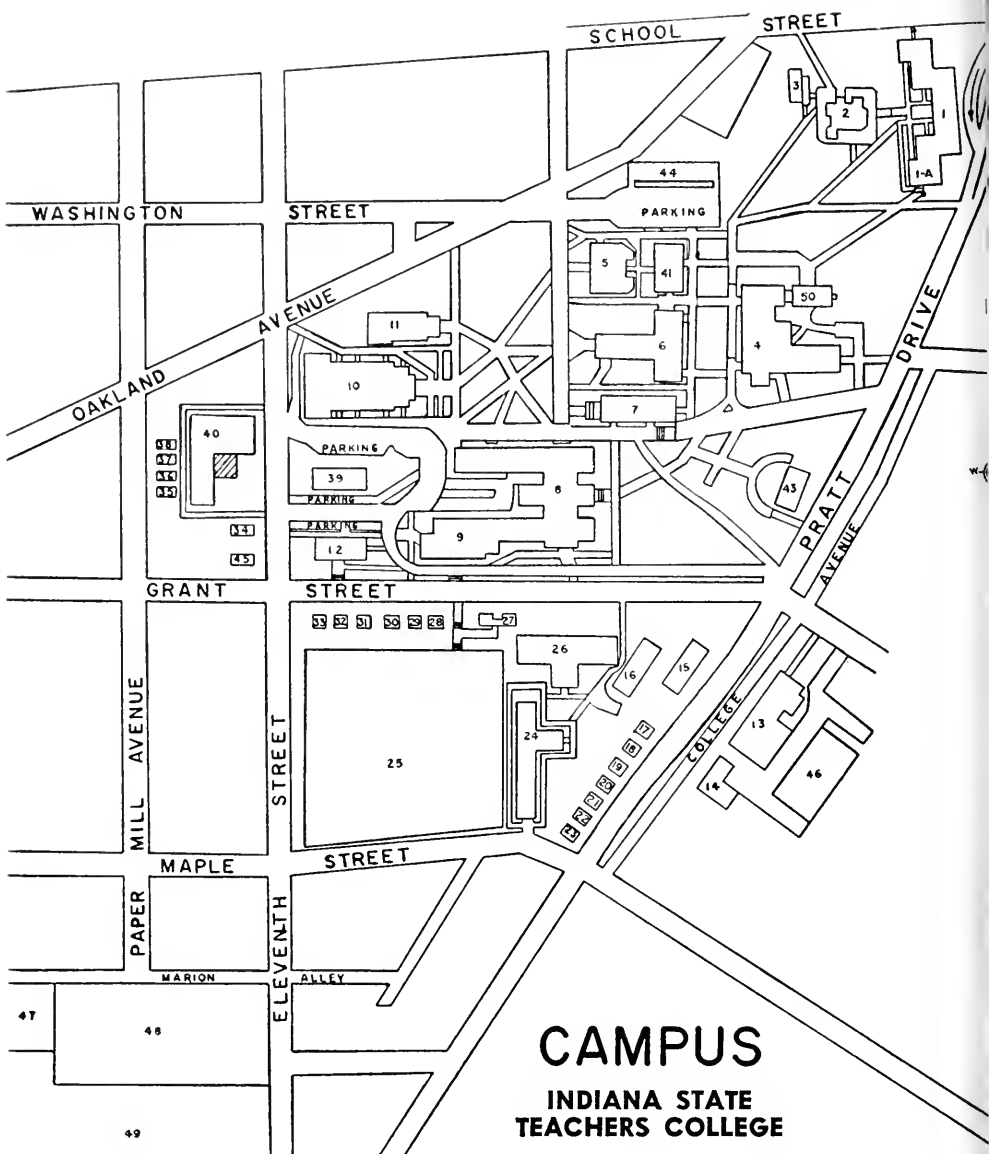 SCHOOL STREET
3
2
1
1-A
44
PARKING
WASHINGTON STREET
5
41
50
11
6
4
OAKLAND AVENUE
10
7
PRATT DRIVE
40
PARKING
38
37
36
35
39
PARKING
8
43
W-
PARKING
34
12
9
45
GRANT STREET
COLLEGE AVENUE
33 32 31 30 29 28 27
26
16
15
PAPER MILL AVENUE
ELEVENTH STREET
25
24
17
18
19
20
21
22
23
13
14
46
MAPLE STREET
MARION ALLEY
47
48
49
CAMPUS
INDIANA STATE
TEACHERS COLLEGE